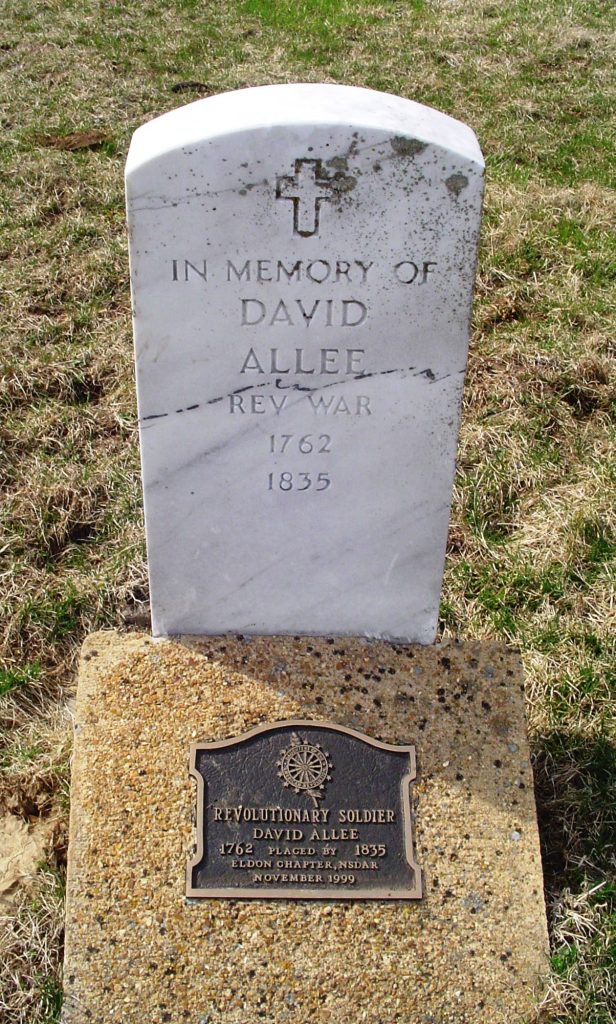 IN MEMORY OF
DAVID
ALLEE
REV WAR
1762
1835
REVOLUTIONARY SOLDIER
DAVID ALLEE
1762 PLACED BY 1835
ELDON CHAPTER, NSDAR
NOVEMBER 1999